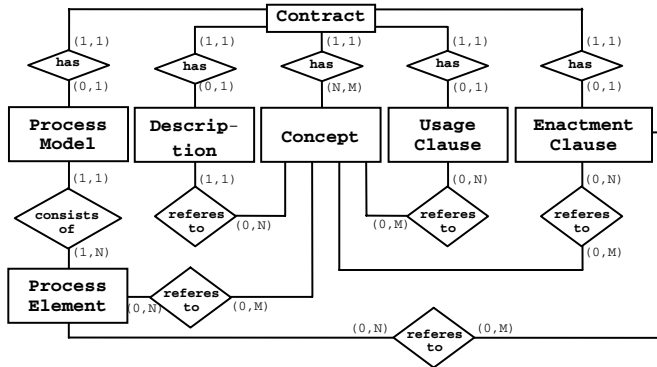 Contract
(1,1)
(1,1)
(1,1)
(1,1)
(1,1)
has
has
has
has
has
(0,1)
(0,1)
(N,M)
(0,1)
(0,1)
Process
Model
Descrip-
tion
Concept
Usage
Clause
Enactment
Clause
(1,1)
(1,1)
(0,N)
(0,N)
consists
of
referes
to
referes
to
referes
to
(0,N)
(0,M)
(1,N)
(0,M)
Process
Element
referes
to
(0,N)
(0,M)
(0,N)
referes
to
(0,M)